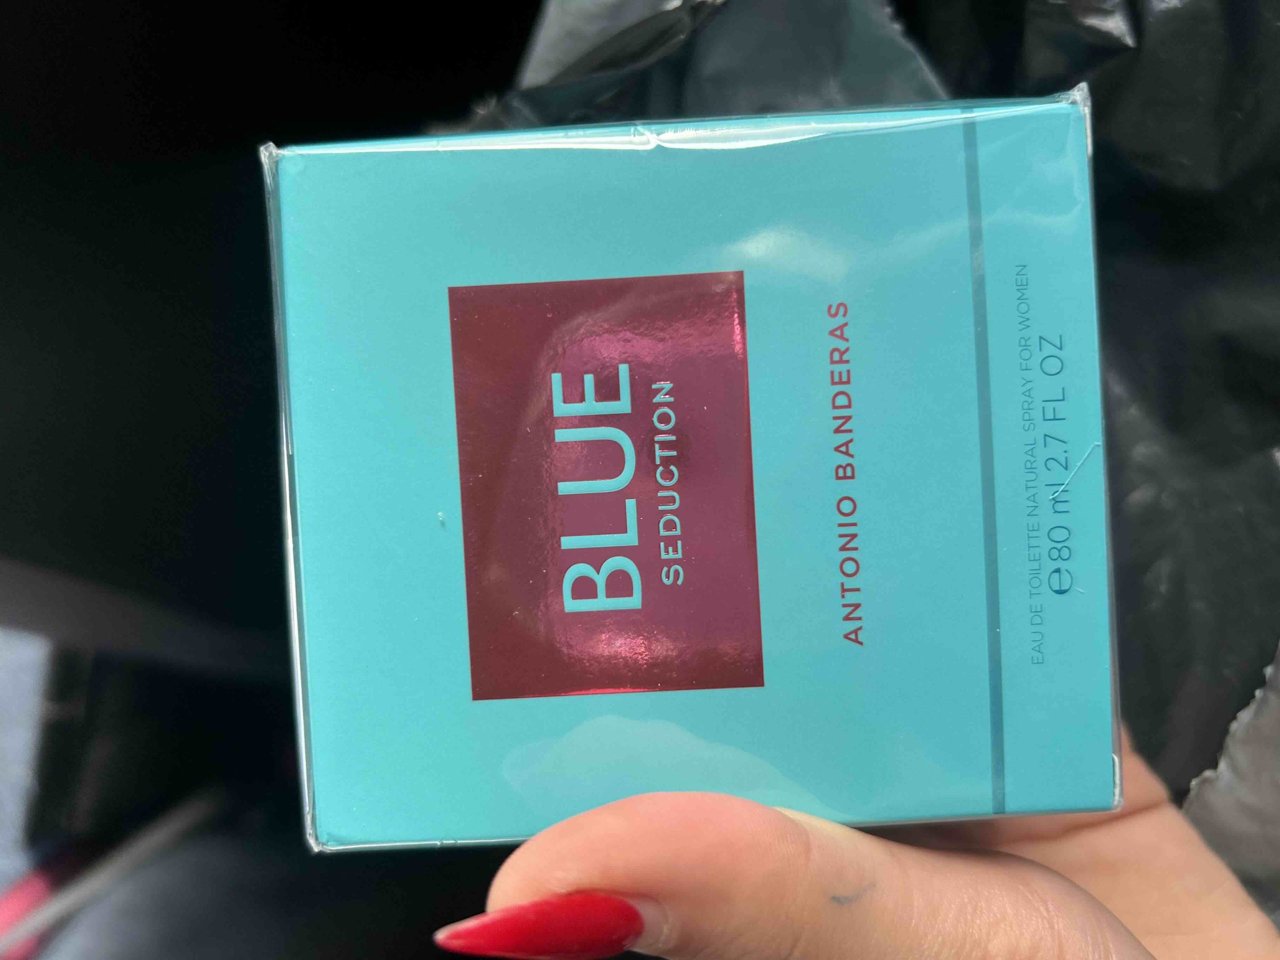 BLUE
SEDUCTION
ANTONIO BANDERAS
EAU DE TOILETTE NATURAL SPRAY FOR WOMEN
℮ 80 ml 2.7 FL OZ